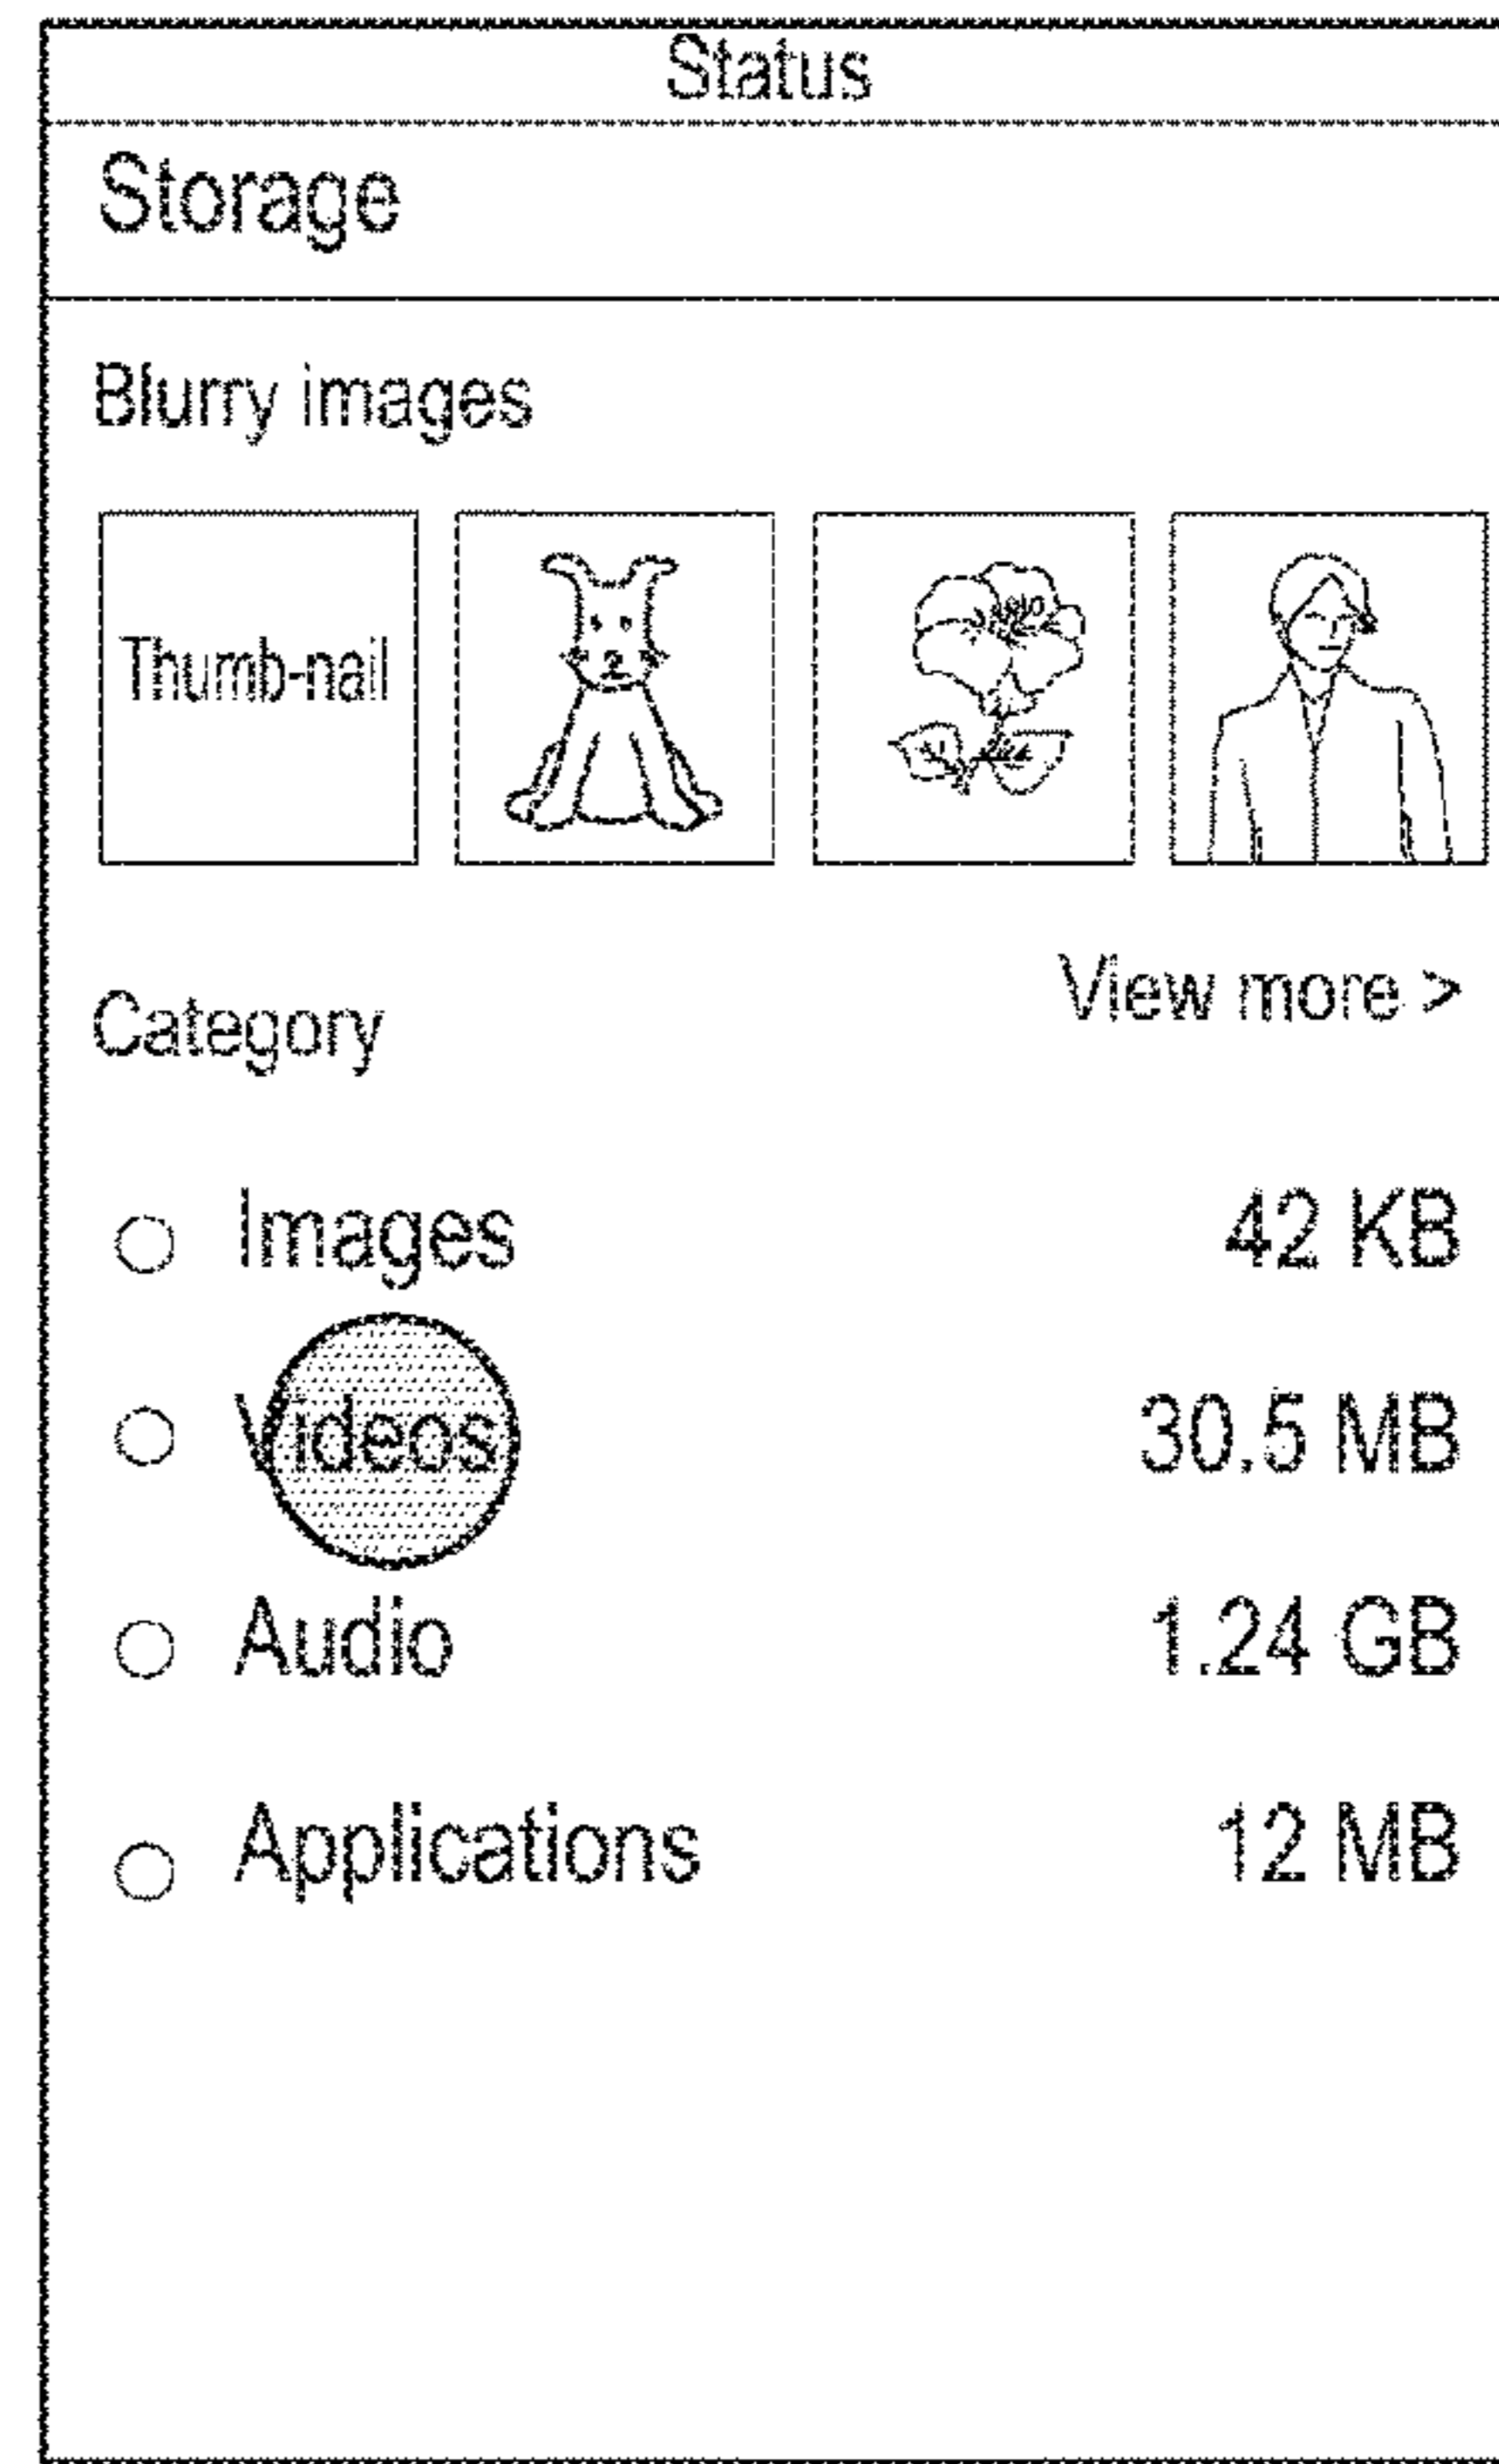 Status
Storage
Blurry images
Thumb-nail
View more >
Category
Images 42 KB
Videos 30.5 MB
Audio 1.24 GB
Applications 12 MB